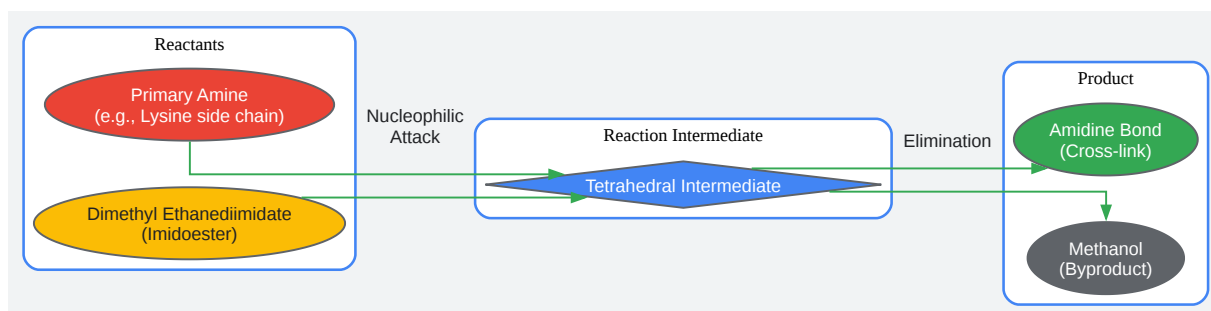 Reactants
Primary Amine
(e.g., Lysine side chain)
Dimethyl Ethanediimidate
(Imidoester)
Nucleophilic
Attack
Reaction Intermediate
Tetrahedral Intermediate
Elimination
Product
Amidine Bond
(Cross-link)
Methanol
(Byproduct)